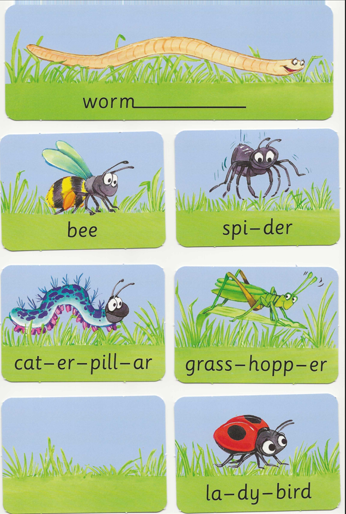 worm
bee
spi–der
cat–er–pill–ar
grass–hopp–er
la–dy–bird